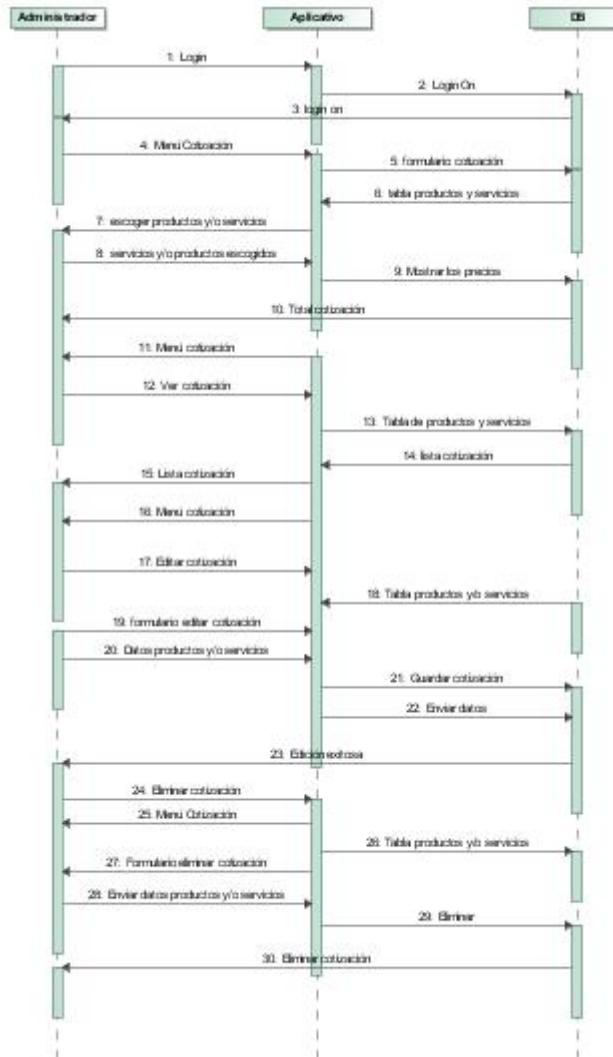 Administrador
Aplicativo
DB
1: Login
2: Login On
3: login on
4: Menú Cotización
5: formulario cotización
6: tabla productos y servicios
7: escoger productos y/o servicios
8: servicios y/o productos escogidos
9: Mostrar los precios
10: Total cotización
11: Menú cotización
12: Ver cotización
13: Tabla de productos y servicios
14: lista cotización
15: Lista cotización
16: Menú cotización
17: Editar cotización
18: Tabla productos y/o servicios
19: formulario editar cotización
20: Datos productos y/o servicios
21: Guardar cotización
22: Enviar datos
23: Edición exitosa
24: Eliminar cotización
25: Menú Cotización
26: Tabla productos y/o servicios
27: Formulario eliminar cotización
28: Enviar datos productos y/o servicios
29: Eliminar
30: Eliminar cotización